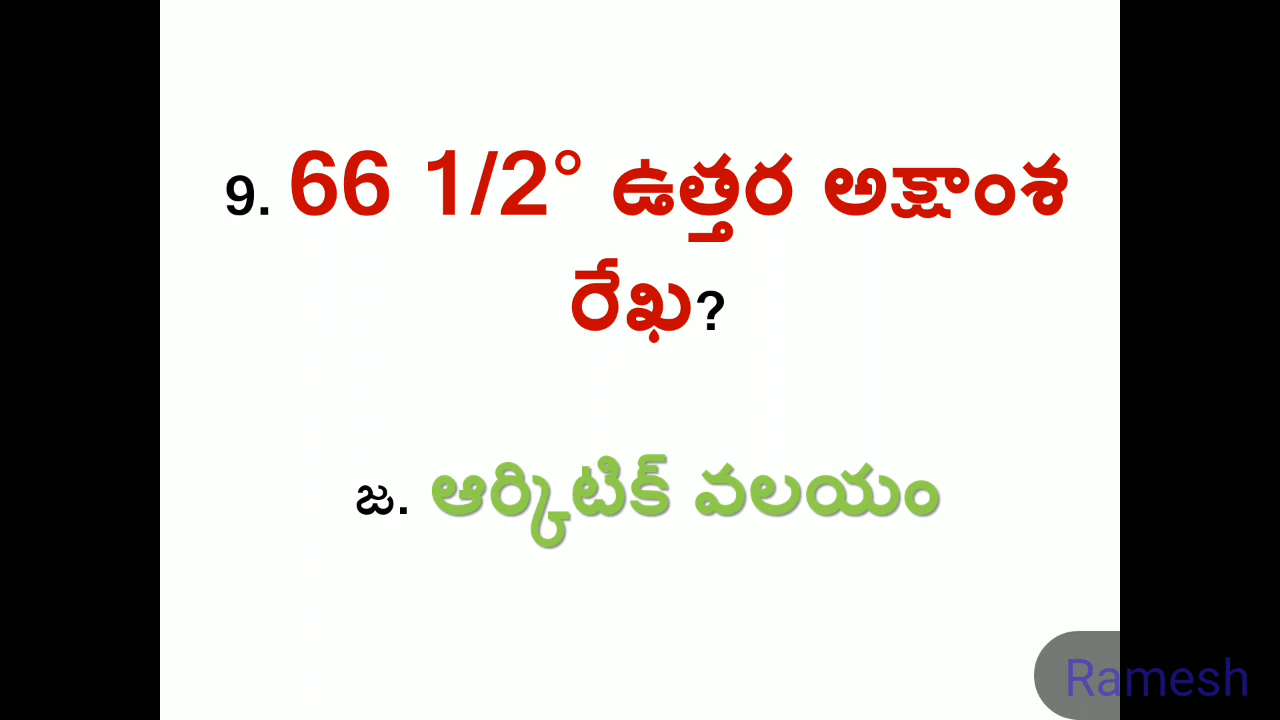 9. 66 1/2° ఉత్తర అక్షాంశ
రేఖ?
జ. ఆర్కిటిక్ వలయం
Ramesh